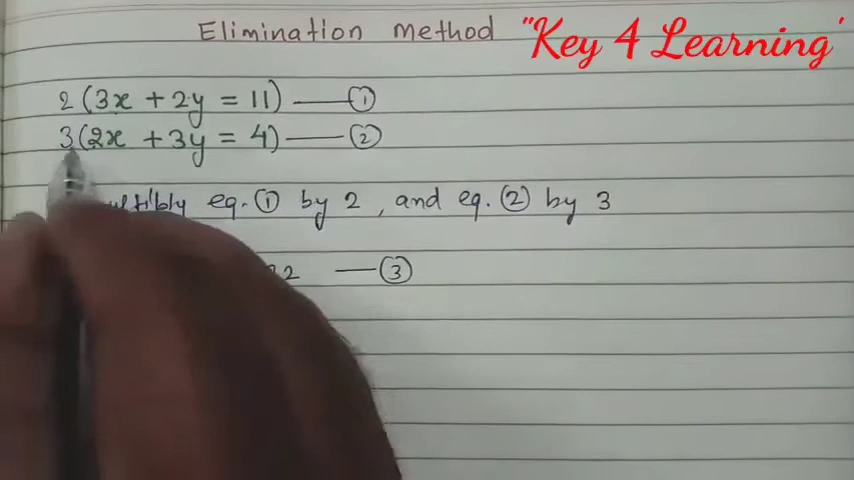 Elimination method "Key 4 Learning'
2 (3x + 2y = 11) —— ①
3 (2x + 3y = 4) —— ②
eq. ① by 2 , and eq. ② by 3
22 —— ③